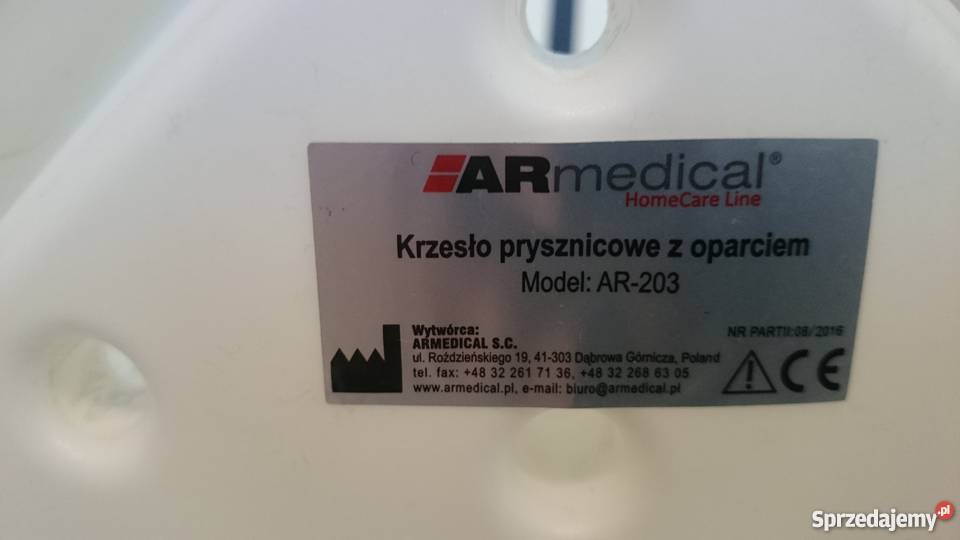 ARmedical®
HomeCare Line
Krzesło prysznicowe z oparciem
Model: AR-203
NR PARTII:08/2016
Wytwórca:
ARMEDICAL S.C.
ul. Roździeńskiego 19, 41-303 Dąbrowa Górnicza, Poland
tel. fax: +48 32 261 71 36, +48 32 268 63 05
www.armedical.pl, e-mail: biuro@armedical.pl
CE
Sprzedajemy.pl